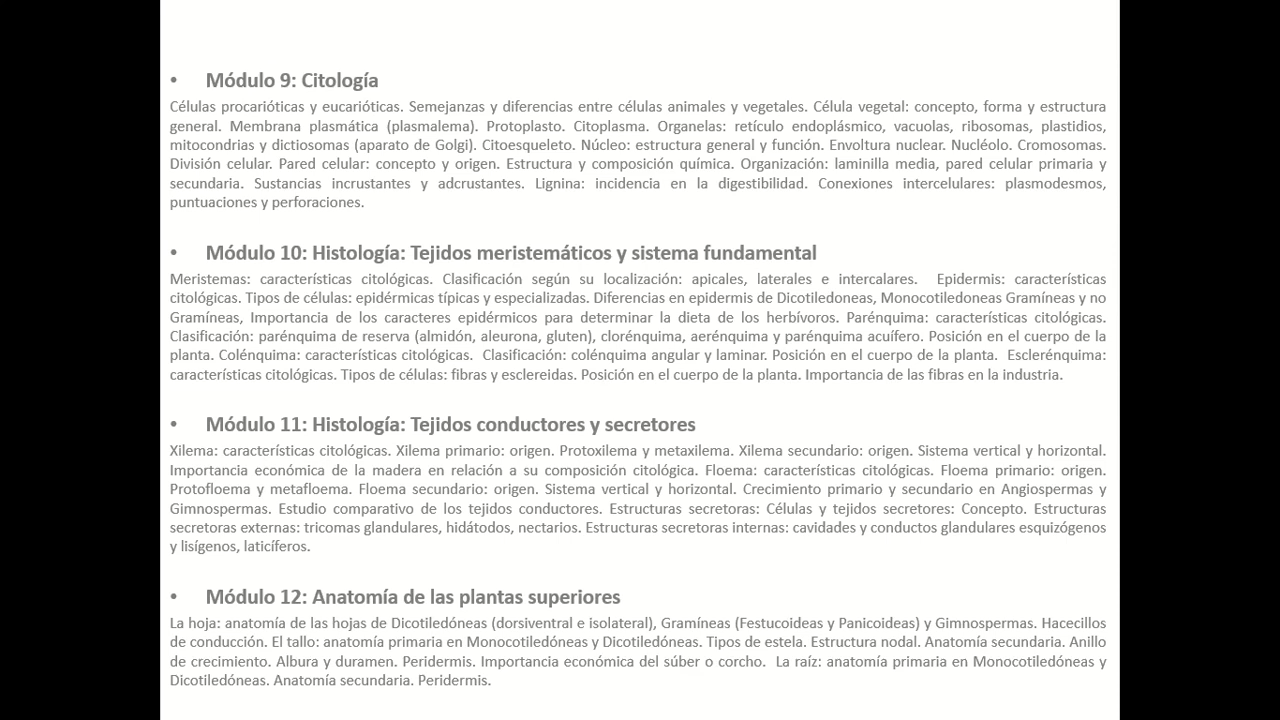 • Módulo 9: Citología
Células procarióticas y eucarióticas. Semejanzas y diferencias entre células animales y vegetales. Célula vegetal: concepto, forma y estructura
general. Membrana plasmática (plasmalema). Protoplasto. Citoplasma. Organelas: retículo endoplásmico, vacuolas, ribosomas, plastidios,
mitocondrias y dictiosomas (aparato de Golgi). Citoesqueleto. Núcleo: estructura general y función. Envoltura nuclear. Nucléolo. Cromosomas.
División celular. Pared celular: concepto y origen. Estructura y composición química. Organización: laminilla media, pared celular primaria y
secundaria. Sustancias incrustantes y adcrustantes. Lignina: incidencia en la digestibilidad. Conexiones intercelulares: plasmodesmos,
puntuaciones y perforaciones.
• Módulo 10: Histología: Tejidos meristemáticos y sistema fundamental
Meristemas: características citológicas. Clasificación según su localización: apicales, laterales e intercalares. Epidermis: características
citológicas. Tipos de células: epidérmicas típicas y especializadas. Diferencias en epidermis de Dicotiledoneas, Monocotiledoneas Gramíneas y no
Gramíneas, Importancia de los caracteres epidérmicos para determinar la dieta de los herbívoros. Parénquima: características citológicas.
Clasificación: parénquima de reserva (almidón, aleurona, gluten), clorénquima, aerénquima y parénquima acuífero. Posición en el cuerpo de la
planta. Colénquima: características citológicas. Clasificación: colénquima angular y laminar. Posición en el cuerpo de la planta. Esclerénquima:
características citológicas. Tipos de células: fibras y esclereidas. Posición en el cuerpo de la planta. Importancia de las fibras en la industria.
• Módulo 11: Histología: Tejidos conductores y secretores
Xilema: características citológicas. Xilema primario: origen. Protoxilema y metaxilema. Xilema secundario: origen. Sistema vertical y horizontal.
Importancia económica de la madera en relación a su composición citológica. Floema: características citológicas. Floema primario: origen.
Protofloema y metafloema. Floema secundario: origen. Sistema vertical y horizontal. Crecimiento primario y secundario en Angiospermas y
Gimnospermas. Estudio comparativo de los tejidos conductores. Estructuras secretoras: Células y tejidos secretores: Concepto. Estructuras
secretoras externas: tricomas glandulares, hidátodos, nectarios. Estructuras secretoras internas: cavidades y conductos glandulares esquizógenos
y lisígenos, laticíferos.
• Módulo 12: Anatomía de las plantas superiores
La hoja: anatomía de las hojas de Dicotiledóneas (dorsiventral e isolateral), Gramíneas (Festucoideas y Panicoideas) y Gimnospermas. Hacecillos
de conducción. El tallo: anatomía primaria en Monocotiledóneas y Dicotiledóneas. Tipos de estela. Estructura nodal. Anatomía secundaria. Anillo
de crecimiento. Albura y duramen. Peridermis. Importancia económica del súber o corcho. La raíz: anatomía primaria en Monocotiledóneas y
Dicotiledóneas. Anatomía secundaria. Peridermis.